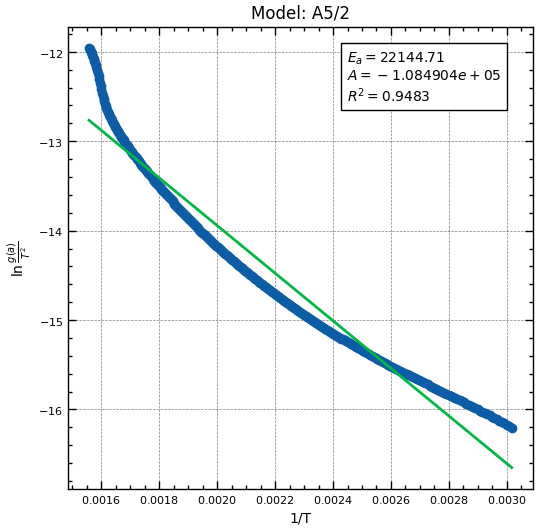 Model: A5/2
E_a = 22144.71
A = −1.084904e + 05
R^2 = 0.9483
ln g(a)/T^2
−12
−13
−14
−15
−16
0.0016 0.0018 0.0020 0.0022 0.0024 0.0026 0.0028 0.0030
1/T